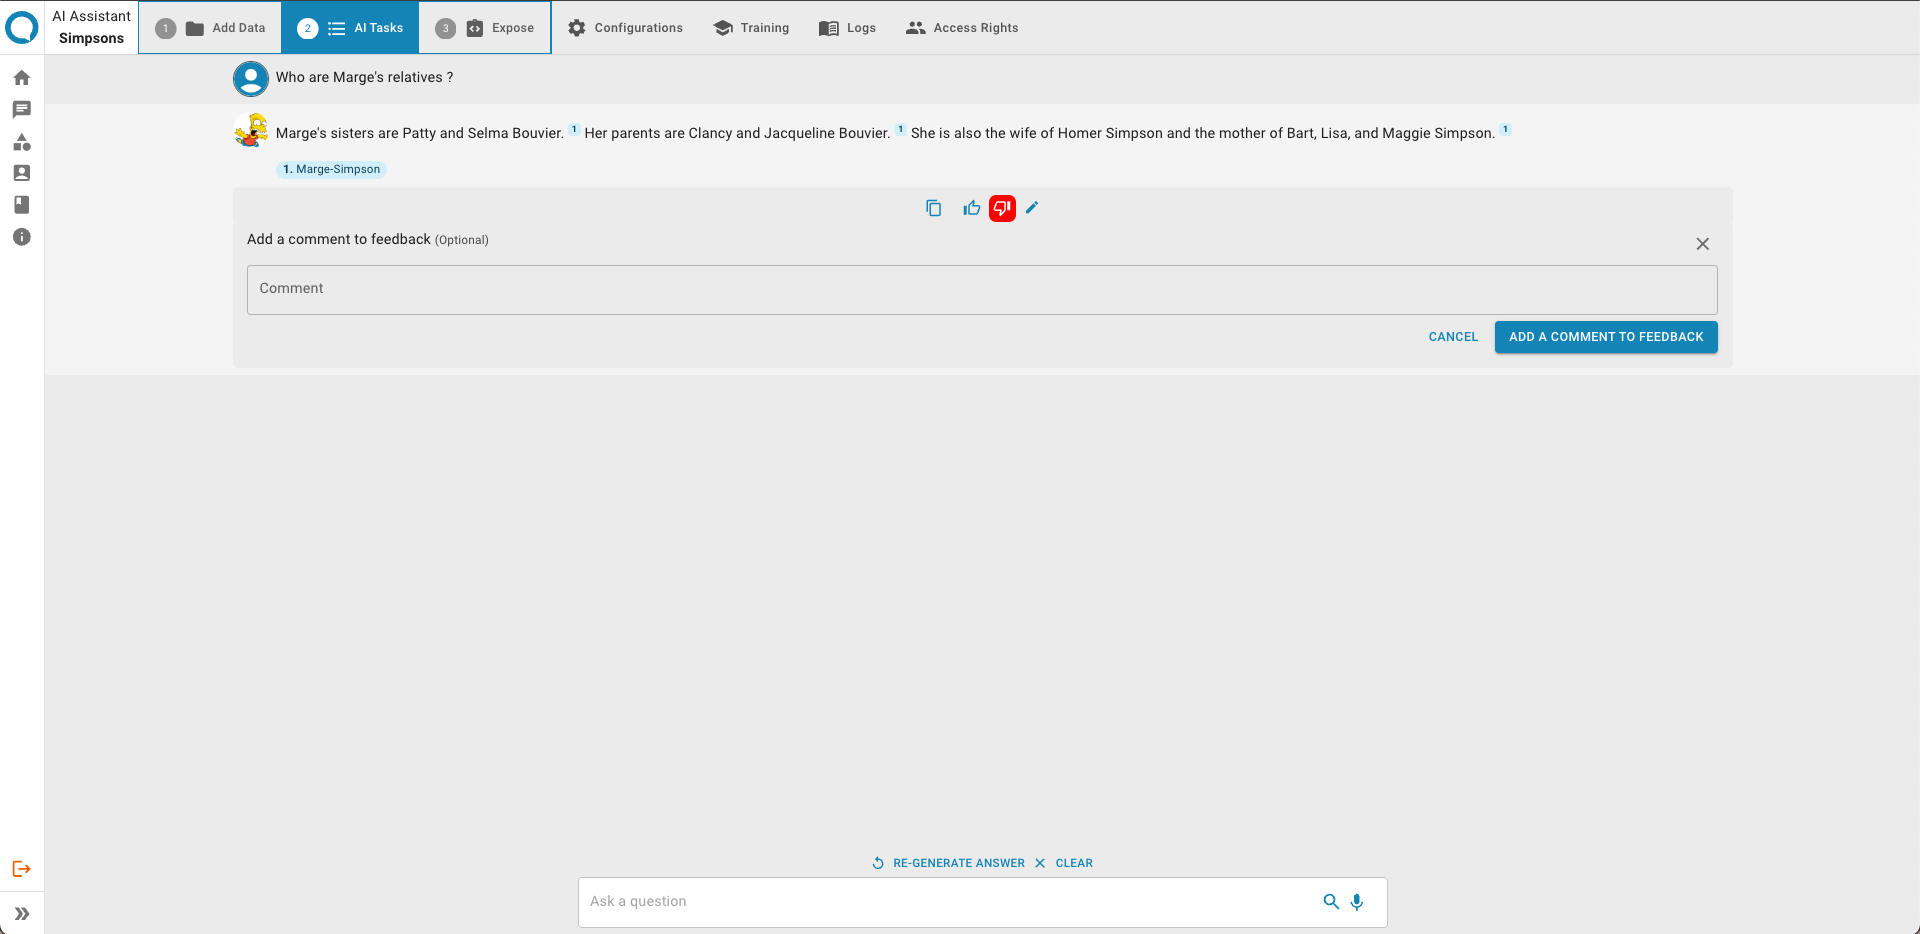 AI Assistant
Simpsons
1 Add Data
2 AI Tasks
3 Expose
Configurations
Training
Logs
Access Rights
Who are Marge's relatives ?
Marge's sisters are Patty and Selma Bouvier. 1 Her parents are Clancy and Jacqueline Bouvier. 1 She is also the wife of Homer Simpson and the mother of Bart, Lisa, and Maggie Simpson. 1
1. Marge-Simpson
Add a comment to feedback (Optional)
Comment
CANCEL
ADD A COMMENT TO FEEDBACK
RE-GENERATE ANSWER
CLEAR
Ask a question